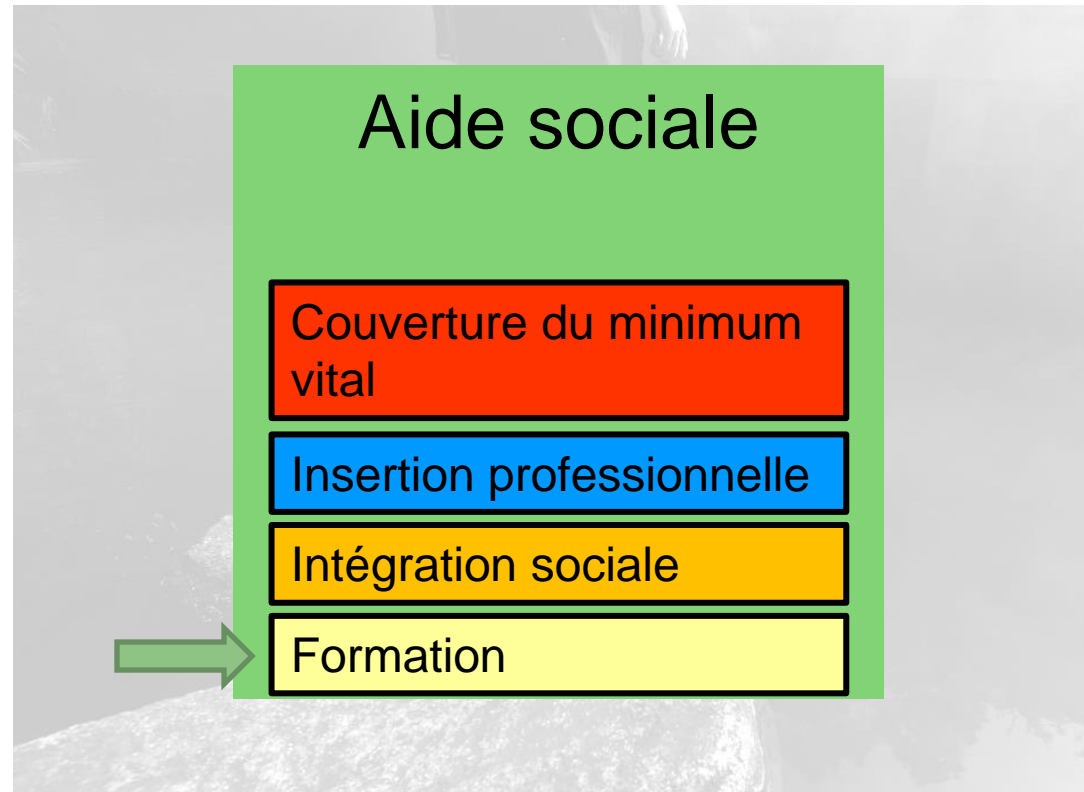 Aide sociale
Couverture du minimum
vital
Insertion professionnelle
Intégration sociale
Formation